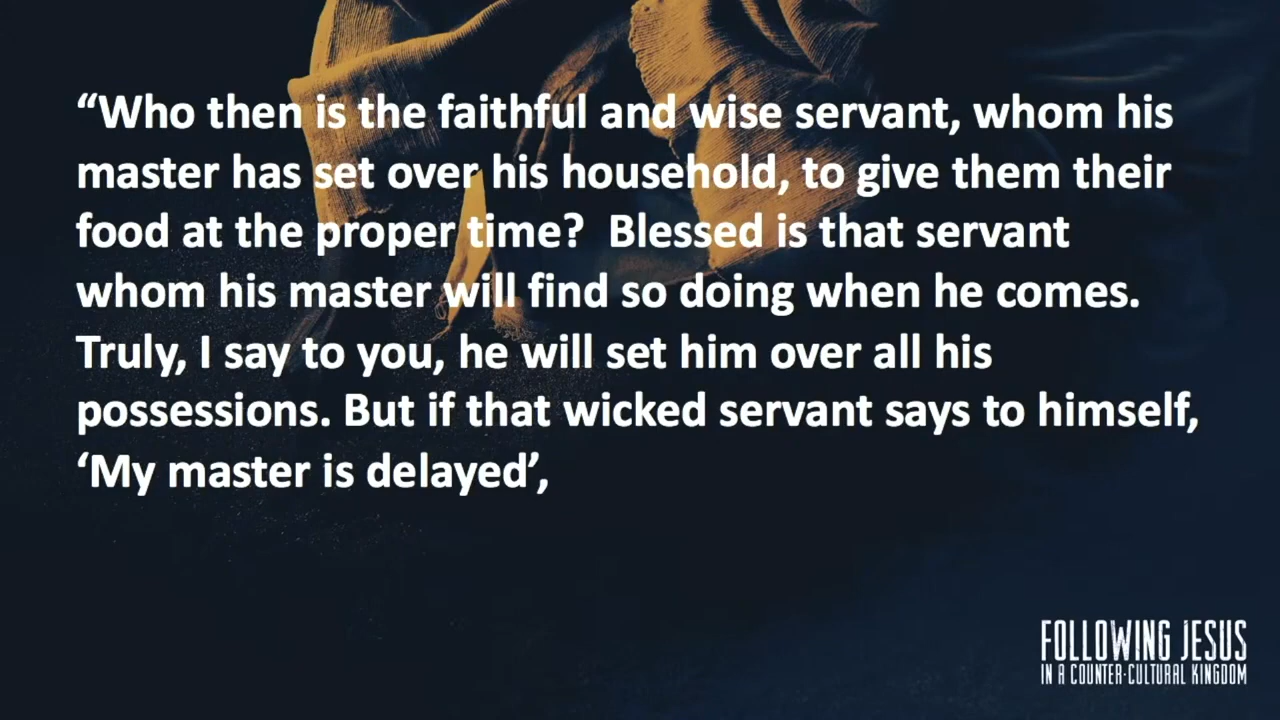 “Who then is the faithful and wise servant, whom his
master has set over his household, to give them their
food at the proper time?  Blessed is that servant
whom his master will find so doing when he comes.
Truly, I say to you, he will set him over all his
possessions. But if that wicked servant says to himself,
‘My master is delayed’,
FOLLOWING JESUS
IN A COUNTER-CULTURAL KINGDOM